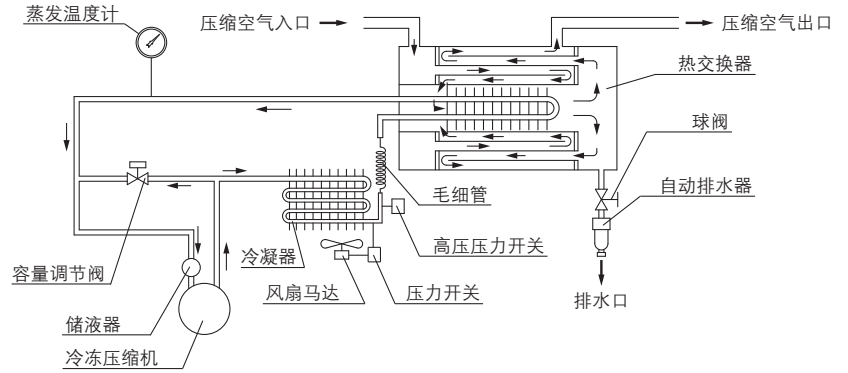 蒸发温度计
压缩空气入口
压缩空气出口
热交换器
球阀
自动排水器
毛细管
高压压力开关
冷凝器
容量调节阀
风扇马达
压力开关
排水口
储液器
冷冻压缩机